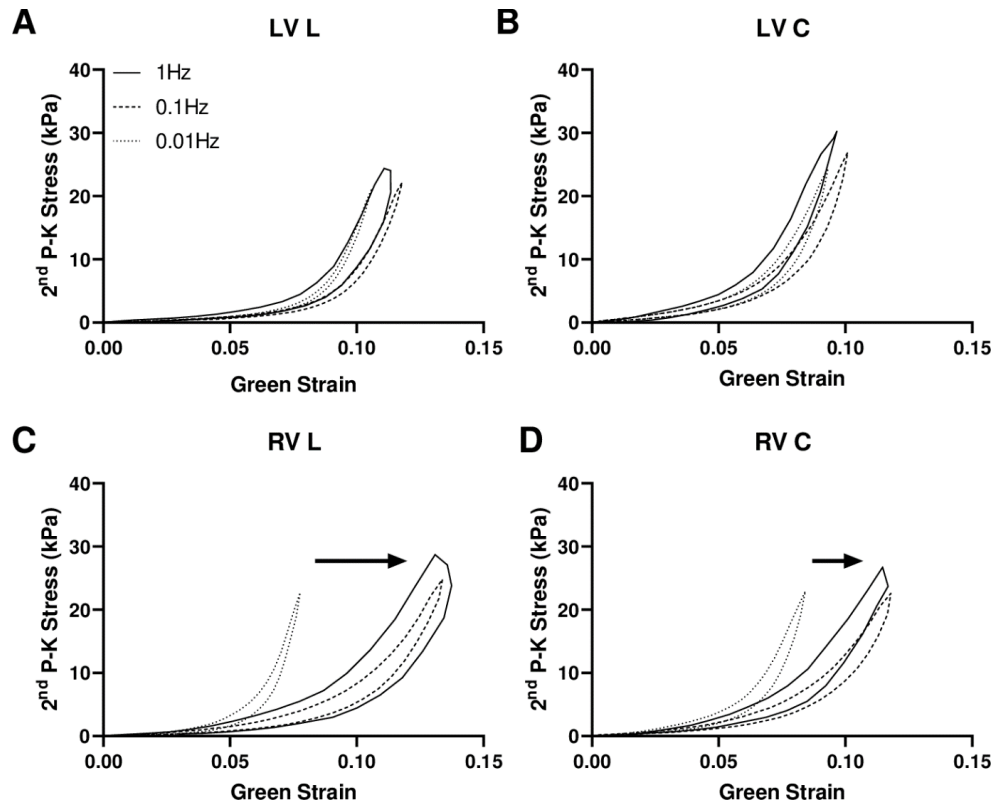 A
LV L
1Hz
0.1Hz
0.01Hz
40
30
20
10
0
2nd P-K Stress (kPa)
0.00 0.05 0.10 0.15
Green Strain
B
LV C
40
30
20
10
0
2nd P-K Stress (kPa)
0.00 0.05 0.10 0.15
Green Strain
C
RV L
40
30
20
10
0
2nd P-K Stress (kPa)
0.00 0.05 0.10 0.15
Green Strain
D
RV C
40
30
20
10
0
2nd P-K Stress (kPa)
0.00 0.05 0.10 0.15
Green Strain